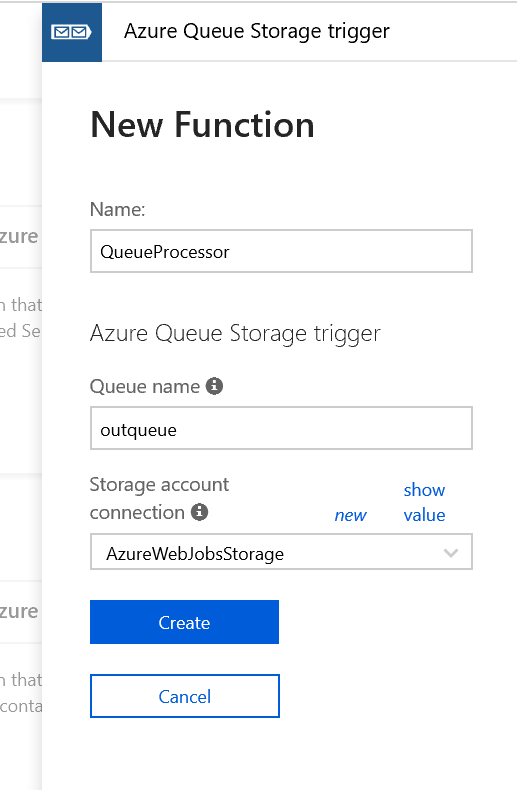 Azure Queue Storage trigger
New Function
Name:
QueueProcessor
Azure Queue Storage trigger
Queue name
outqueue
Storage account
connection
new
show
value
AzureWebJobsStorage
Create
Cancel
zure
n that
ed Se
zure
n that
conta